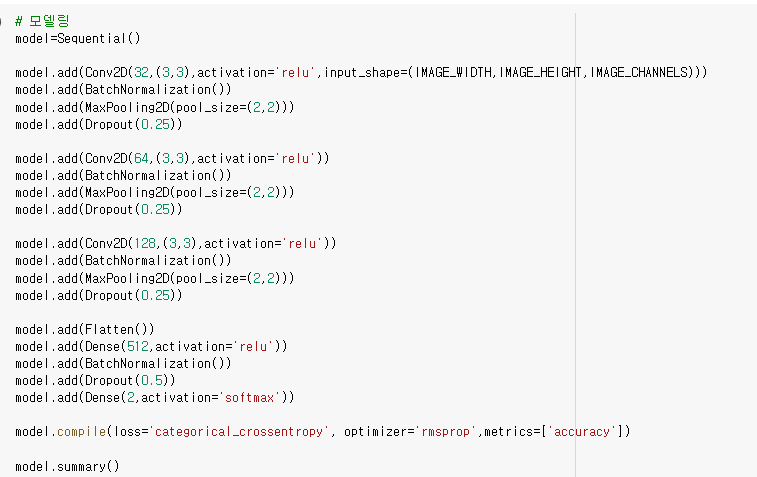 # 모델링
model=Sequential()
model.add(Conv2D(32,(3,3),activation='relu',input_shape=(IMAGE_WIDTH,IMAGE_HEIGHT,IMAGE_CHANNELS)))
model.add(BatchNormalization())
model.add(MaxPooling2D(pool_size=(2,2)))
model.add(Dropout(0.25))
model.add(Conv2D(64,(3,3),activation='relu'))
model.add(BatchNormalization())
model.add(MaxPooling2D(pool_size=(2,2)))
model.add(Dropout(0.25))
model.add(Conv2D(128,(3,3),activation='relu'))
model.add(BatchNormalization())
model.add(MaxPooling2D(pool_size=(2,2)))
model.add(Dropout(0.25))
model.add(Flatten())
model.add(Dense(512,activation='relu'))
model.add(BatchNormalization())
model.add(Dropout(0.5))
model.add(Dense(2,activation='softmax'))
model.compile(loss='categorical_crossentropy', optimizer='rmsprop',metrics=['accuracy'])
model.summary()